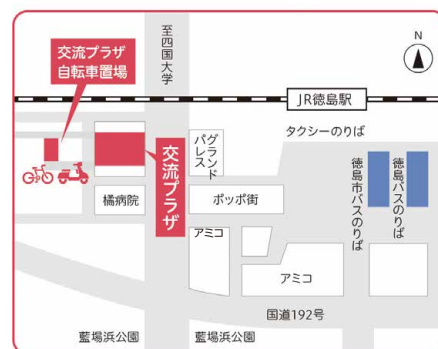 交流プラザ
自転車置場
至四国大学
N
JR徳島駅
タクシーのりば
交流プラザ
グランド
パレス
徳島市バスのりば
徳島バスのりば
橘病院
ポッポ街
アミコ
アミコ
国道192号
藍場浜公園
藍場浜公園